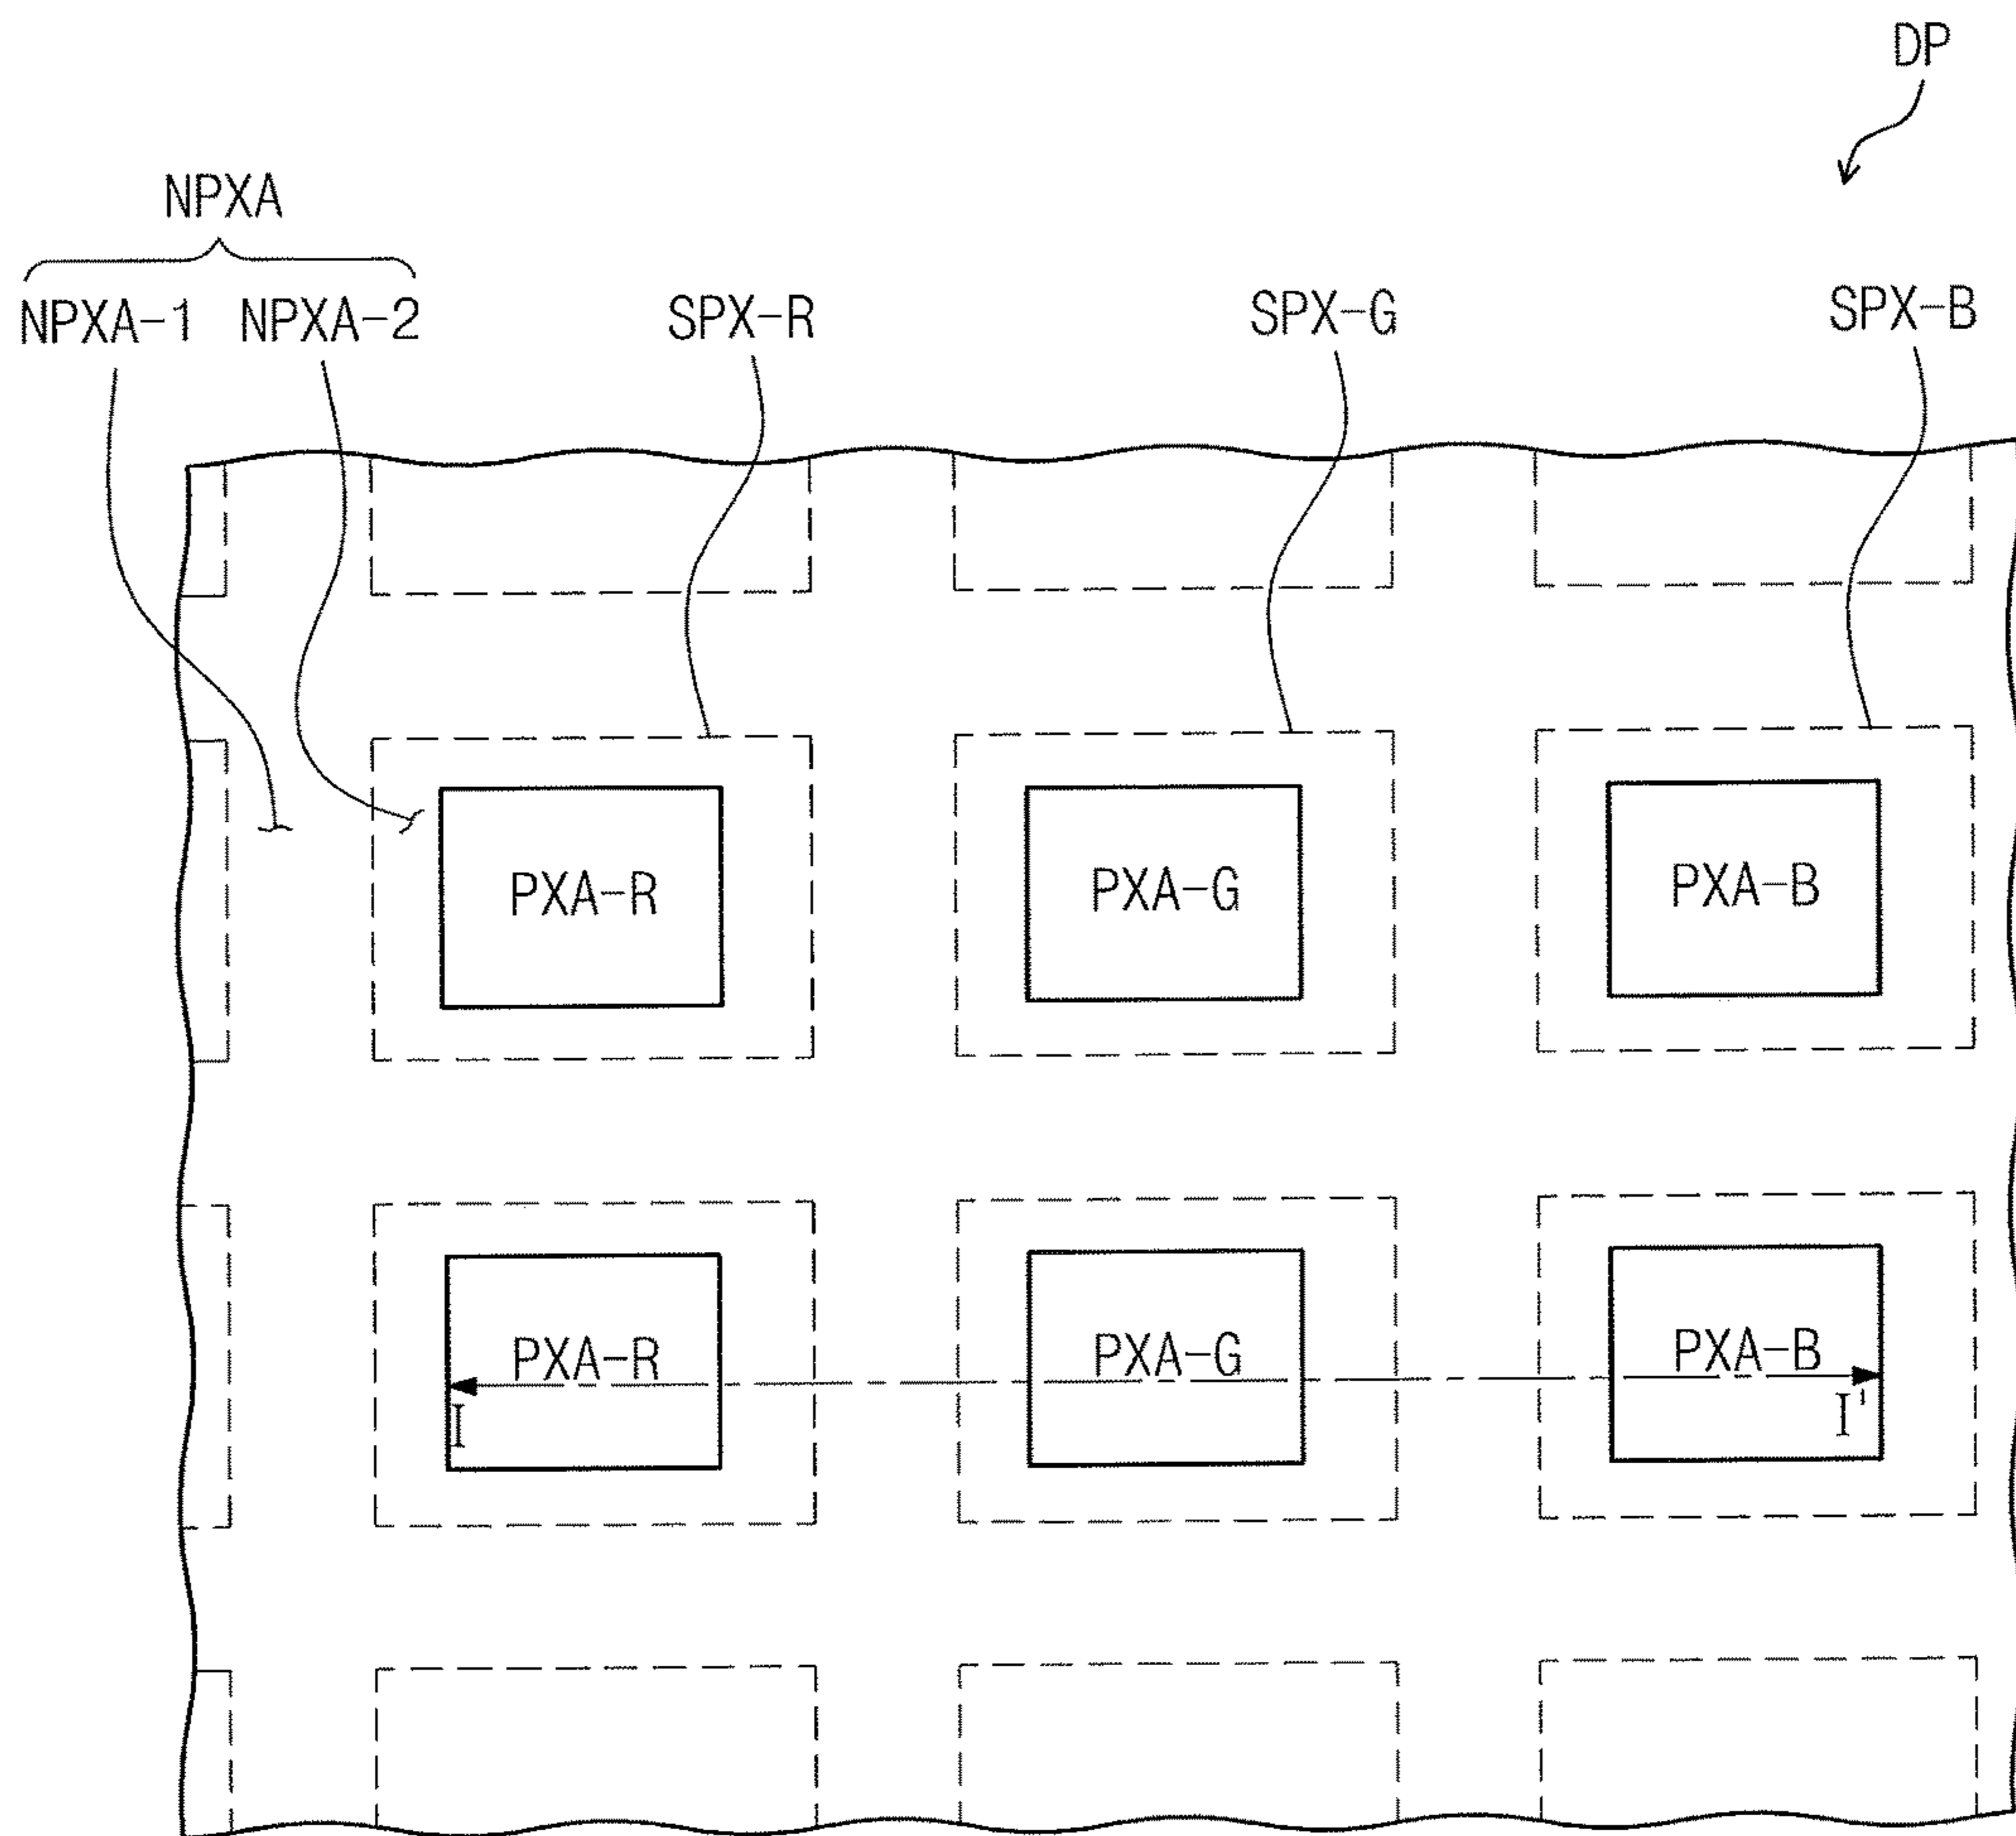 DP
NPXA
NPXA-1 NPXA-2 SPX-R SPX-G SPX-B
PXA-R PXA-G PXA-B
PXA-R PXA-G PXA-B
I I'